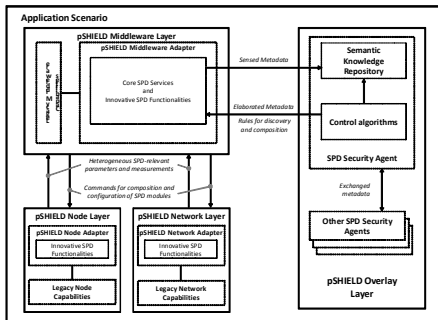 Application Scenario
pSHIELD Middleware Layer
pSHIELD Middleware Adapter
Core SPD Services
and
Innovative SPD Functionalities
Sensed Metadata
Elaborated Metadata
Rules for discovery
and composition
Semantic
Knowledge
Repository
Control algorithms
SPD Security Agent
Exchanged
metadata
Other SPD Security
Agents
pSHIELD Overlay
Layer
Heterogeneous SPD-relevant
parameters and measurements
Commands for composition and
configuration of SPD modules
pSHIELD Node Layer
pSHIELD Node Adapter
Innovative SPD
Functionalities
Legacy Node
Capabilities
pSHIELD Network Layer
pSHIELD Network Adapter
Innovative SPD
Functionalities
Legacy Network
Capabilities